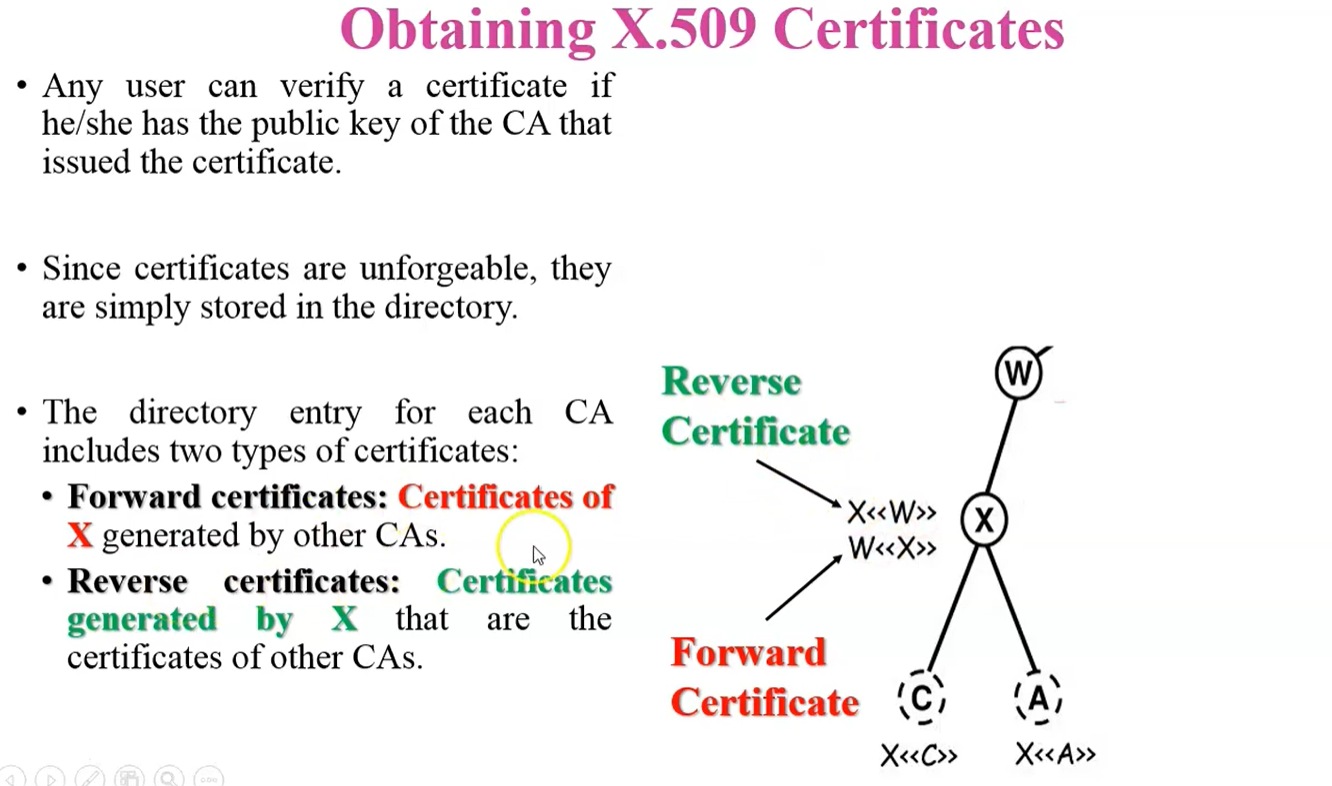 Obtaining X.509 Certificates
• Any user can verify a certificate if
he/she has the public key of the CA that
issued the certificate.
• Since certificates are unforgeable, they
are simply stored in the directory.
• The directory entry for each CA
includes two types of certificates:
• Forward certificates: Certificates of
X generated by other CAs.
• Reverse certificates: Certificates
generated by X that are the
certificates of other CAs.
W
Reverse
Certificate
X<<W>>
X
W<<X>>
Forward
Certificate
C
A
X<<C>>
X<<A>>